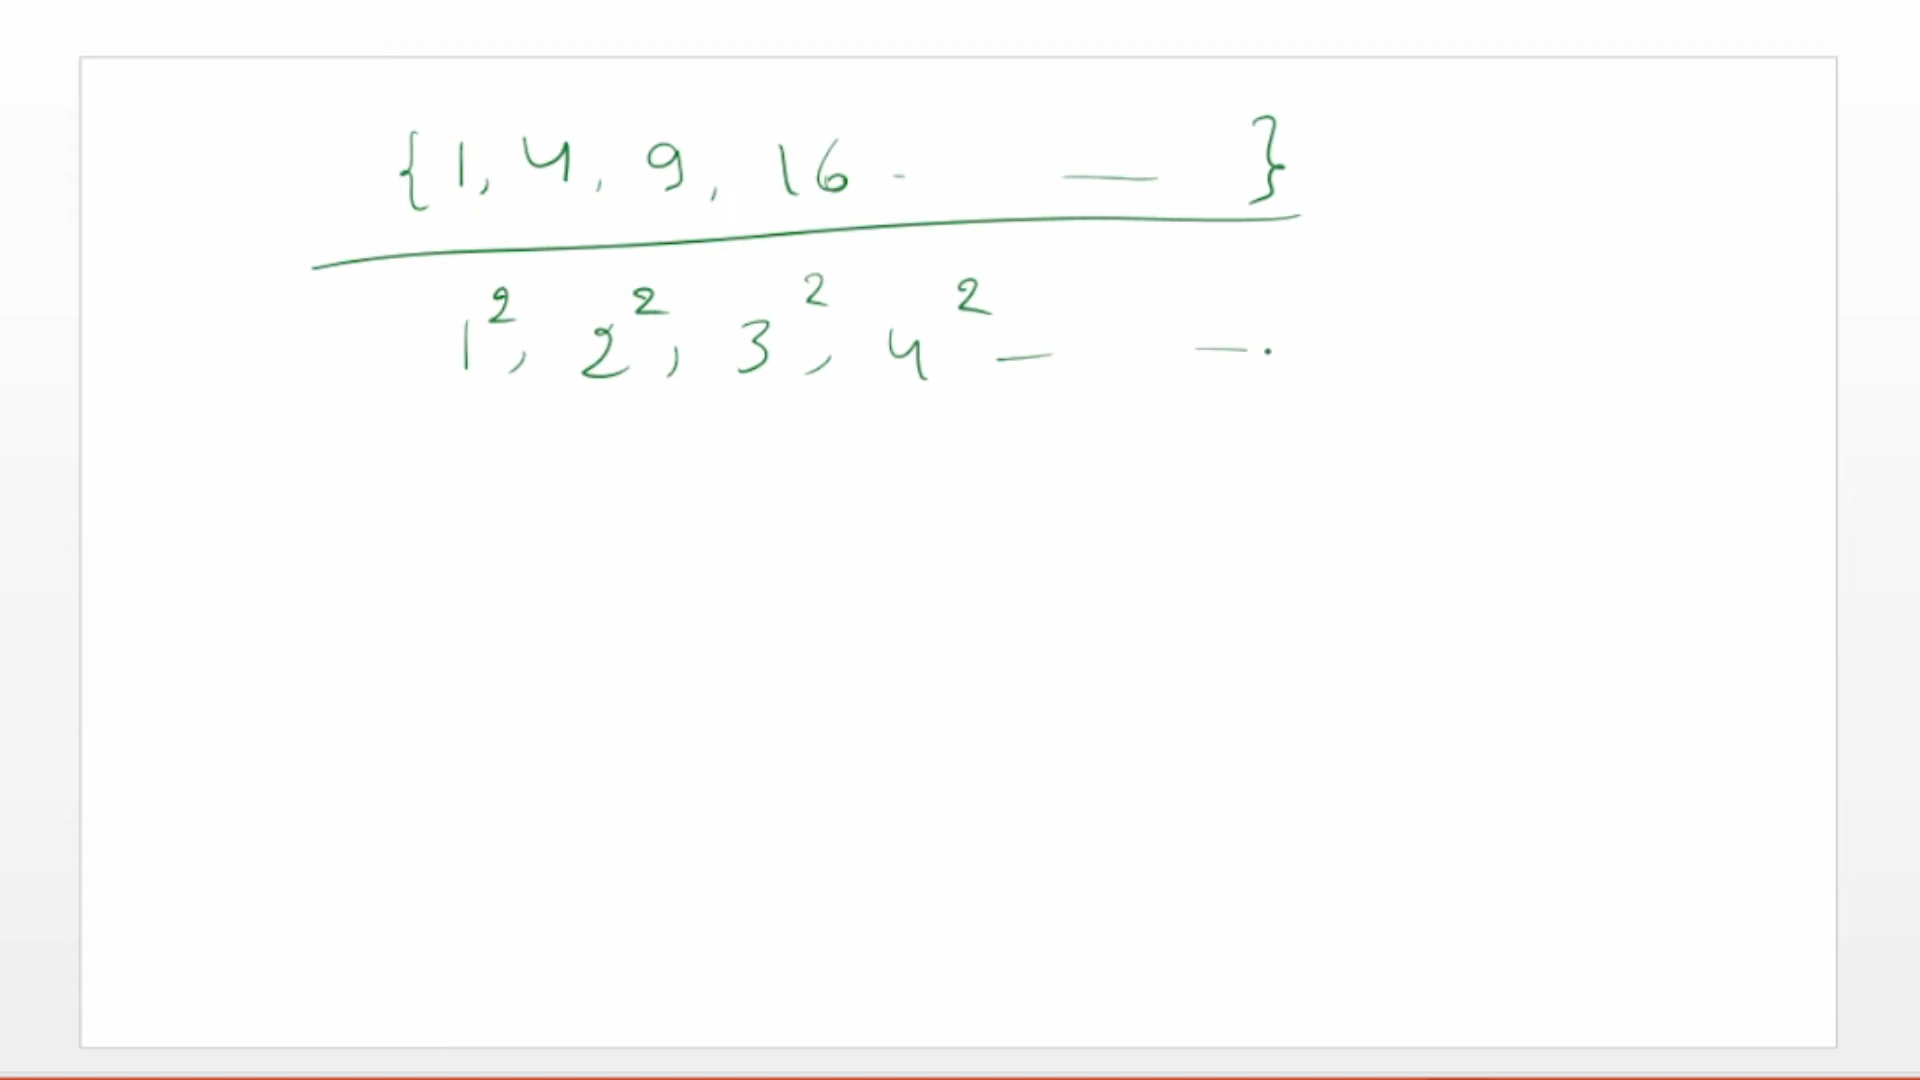 {1, 4, 9, 16 - — }
1², 2², 3², 4² — — .